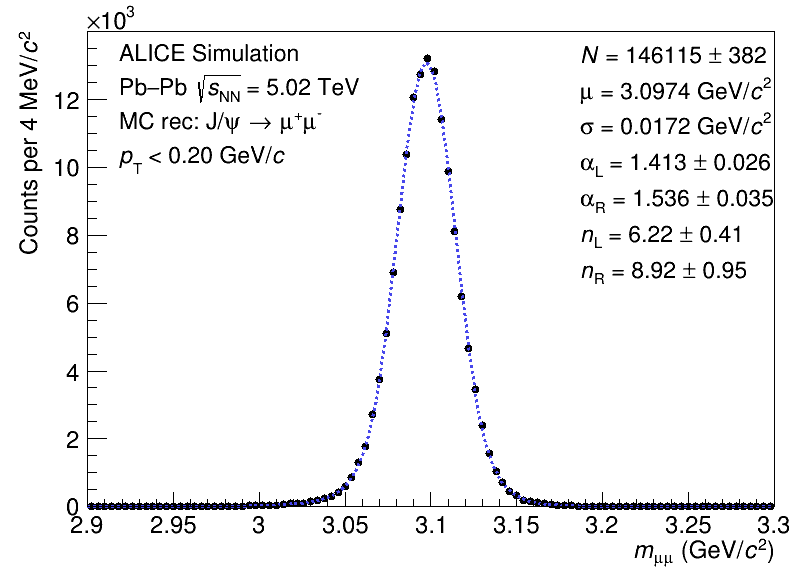 ×10³
Counts per 4 MeV/c²
ALICE Simulation
Pb–Pb √s_NN = 5.02 TeV
MC rec: J/ψ → μ⁺μ⁻
p_T < 0.20 GeV/c
N = 146115 ± 382
μ = 3.0974 GeV/c²
σ = 0.0172 GeV/c²
α_L = 1.413 ± 0.026
α_R = 1.536 ± 0.035
n_L = 6.22 ± 0.41
n_R = 8.92 ± 0.95
12
10
8
6
4
2
0
2.9 2.95 3 3.05 3.1 3.15 3.2 3.25 3.3
m_μμ (GeV/c²)